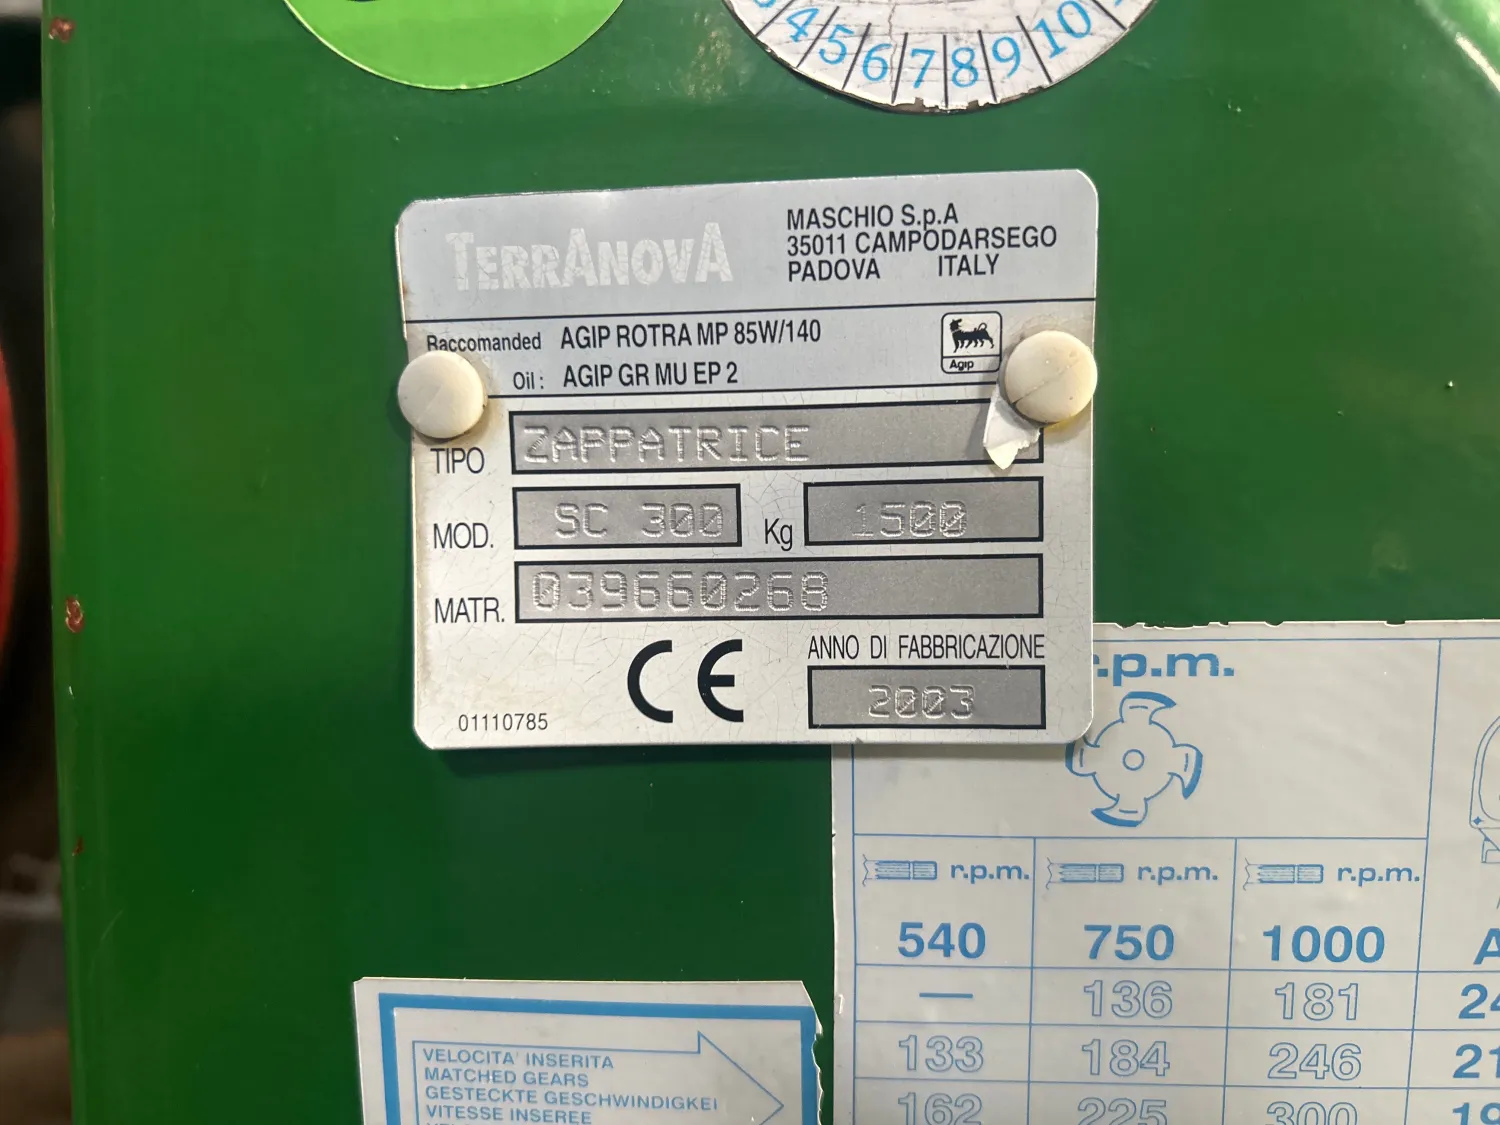 4 5 6 7 8 9 10
TERRANOVA
MASCHIO S.p.A
35011 CAMPODARSEGO
PADOVA ITALY
Raccomanded AGIP ROTRA MP 85W/140
Oil : AGIP GR MU EP 2
Agip
TIPO ZAPPATRICE
MOD. SC 300 Kg 1500
MATR. 039660268
CE
ANNO DI FABBRICAZIONE
2003
01110785
r.p.m.
r.p.m. r.p.m. r.p.m.
540 750 1000
— 136 181
133 184 246
162 225 300
VELOCITA' INSERITA
MATCHED GEARS
GESTECKTE GESCHWINDIGKEI
VITESSE INSEREE